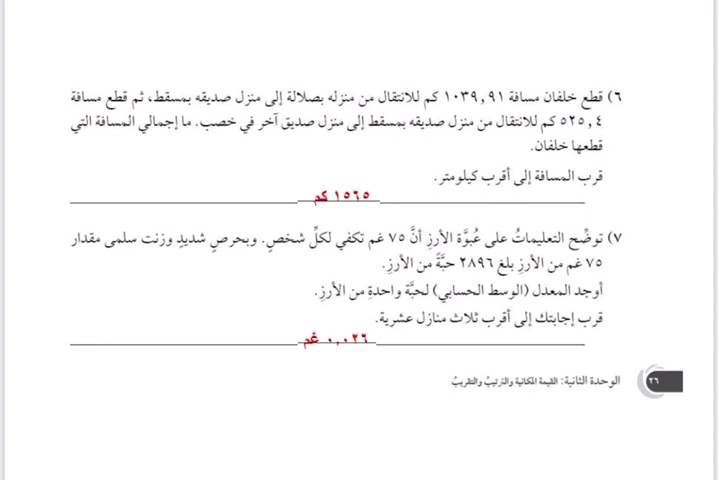 ٦) قطع خلفان مسافة ١٠٣٩,٩١ كم للانتقال من منزله بصلالة إلى منزل صديقه بمسقط، ثم قطع مسافة
٥٢٥,٤ كم للانتقال من منزل صديقه بمسقط إلى منزل صديق آخر في خصب. ما إجمالي المسافة التي
قطعها خلفان.
قرب المسافة إلى أقرب كيلومتر.
١٥٦٥ كم
٧) توضِّح التعليماتُ على عُبوَّة الأرزِ أنَّ ٧٥ غم تكفي لكلِّ شخصٍ. وبحرصٍ شديدٍ وزنت سلمى مقدار
٧٥ غم من الأرزِ بلغ ٢٨٩٦ حبَّةً من الأرزِ.
أوجد المعدل (الوسط الحسابي) لحبَّة واحدةِ من الأرزِ.
قرب إجابتك إلى أقرب ثلاث منازل عشرية.
٠,٠٢٦ غم
٢٦ الوحدة الثانية: القيمة المكانية والترتيبُ والتقريبُ